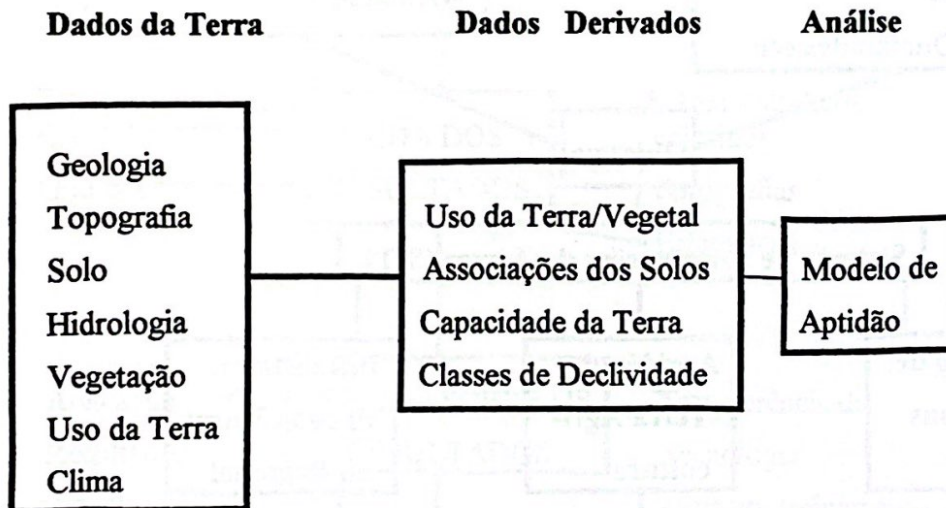 Dados da Terra
Dados Derivados
Análise
Geologia
Topografia
Solo
Hidrologia
Vegetação
Uso da Terra
Clima
Uso da Terra/Vegetal
Associações dos Solos
Capacidade da Terra
Classes de Declividade
Modelo de
Aptidão